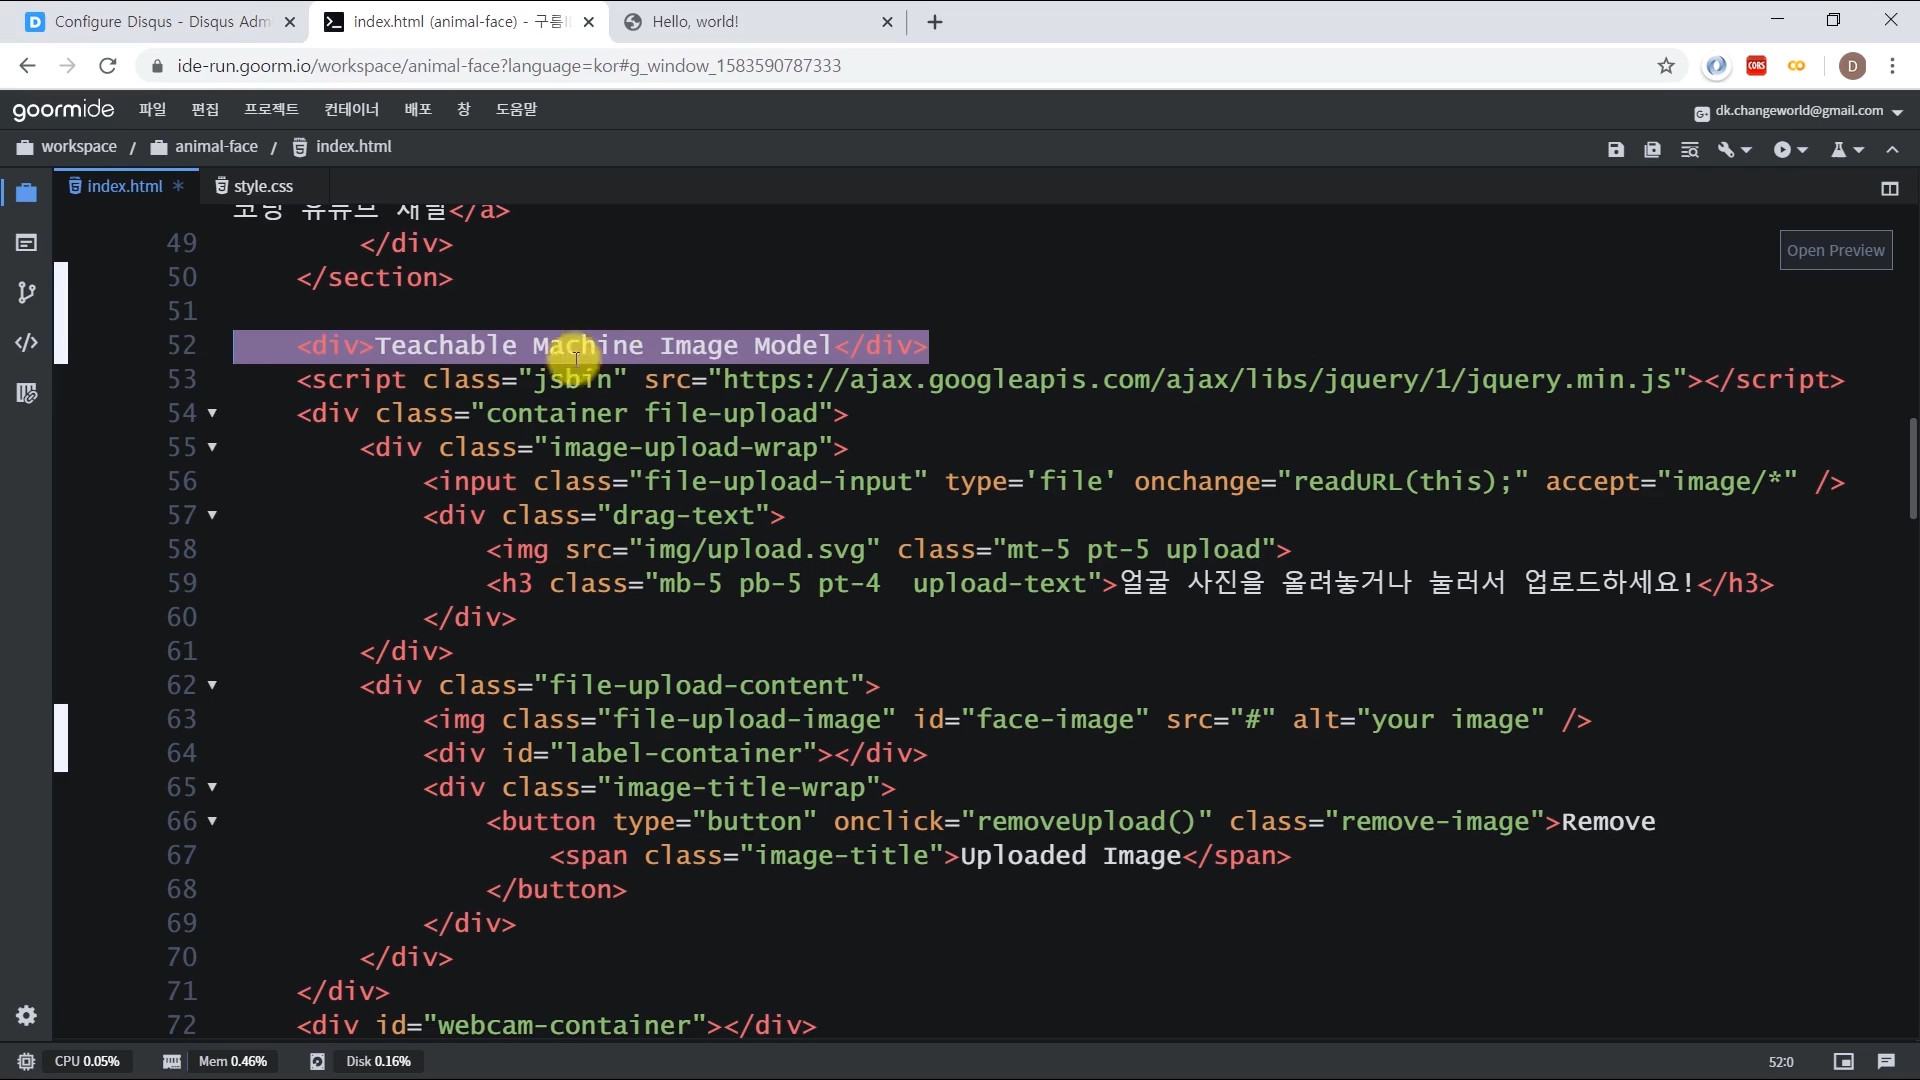 Configure Disqus - Disqus Adm
index.html (animal-face) - 구름I
Hello, world!
ide-run.goorm.io/workspace/animal-face?language=kor#g_window_1583590787333
CORS
CO
D
goormide 파일 편집 프로젝트 컨테이너 배포 창 도움말
G+ dk.changeworld@gmail.com
workspace / animal-face / index.html
index.html *
style.css
코딩 유튜브 채널</a>
49 </div>
Open Preview
50 </section>
51
52 <div>Teachable Machine Image Model</div>
53 <script class="jsbin" src="https://ajax.googleapis.com/ajax/libs/jquery/1/jquery.min.js"></script>
54 <div class="container file-upload">
55 <div class="image-upload-wrap">
56 <input class="file-upload-input" type='file' onchange="readURL(this);" accept="image/*" />
57 <div class="drag-text">
58 <img src="img/upload.svg" class="mt-5 pt-5 upload">
59 <h3 class="mb-5 pb-5 pt-4  upload-text">얼굴 사진을 올려놓거나 눌러서 업로드하세요!</h3>
60 </div>
61 </div>
62 <div class="file-upload-content">
63 <img class="file-upload-image" id="face-image" src="#" alt="your image" />
64 <div id="label-container"></div>
65 <div class="image-title-wrap">
66 <button type="button" onclick="removeUpload()" class="remove-image">Remove
67 <span class="image-title">Uploaded Image</span>
68 </button>
69 </div>
70 </div>
71 </div>
72 <div id="webcam-container"></div>
CPU 0.05% Mem 0.46% Disk 0.16% 52:0